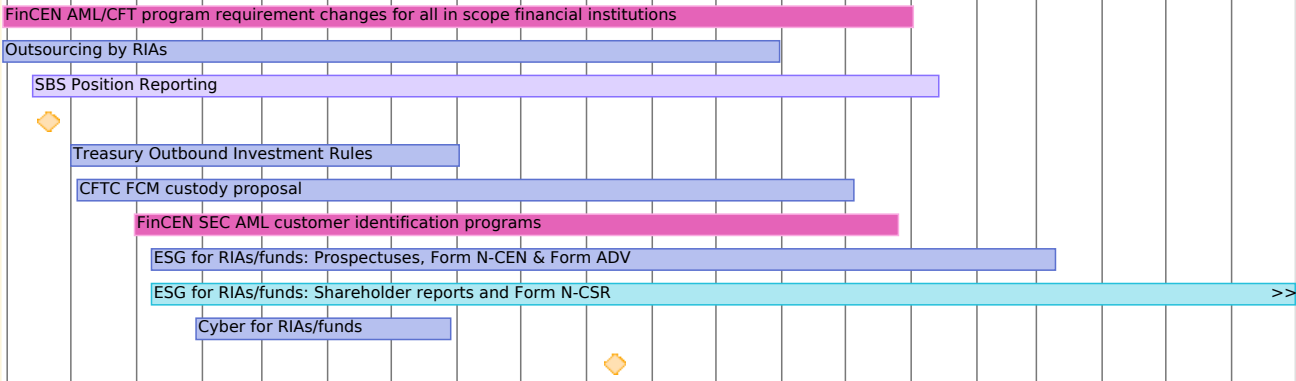 FinCEN AML/CFT program requirement changes for all in scope financial institutions
Outsourcing by RIAs
SBS Position Reporting
Treasury Outbound Investment Rules
CFTC FCM custody proposal
FinCEN SEC AML customer identification programs
ESG for RIAs/funds: Prospectuses, Form N-CEN & Form ADV
ESG for RIAs/funds: Shareholder reports and Form N-CSR >>
Cyber for RIAs/funds